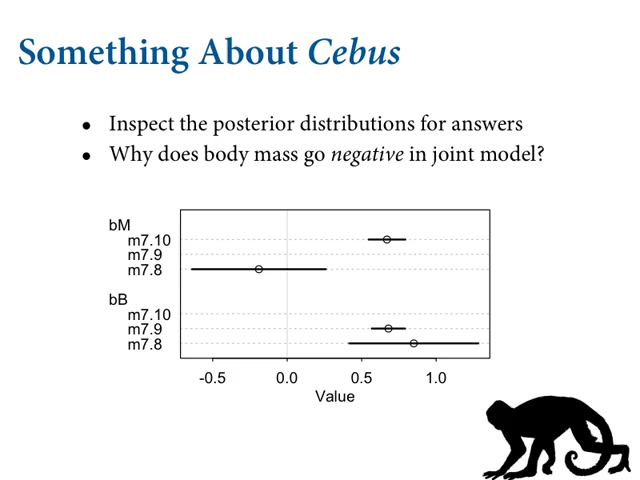 Something About Cebus
• Inspect the posterior distributions for answers
• Why does body mass go negative in joint model?
bM
m7.10
m7.9
m7.8
bB
m7.10
m7.9
m7.8
-0.5 0.0 0.5 1.0
Value